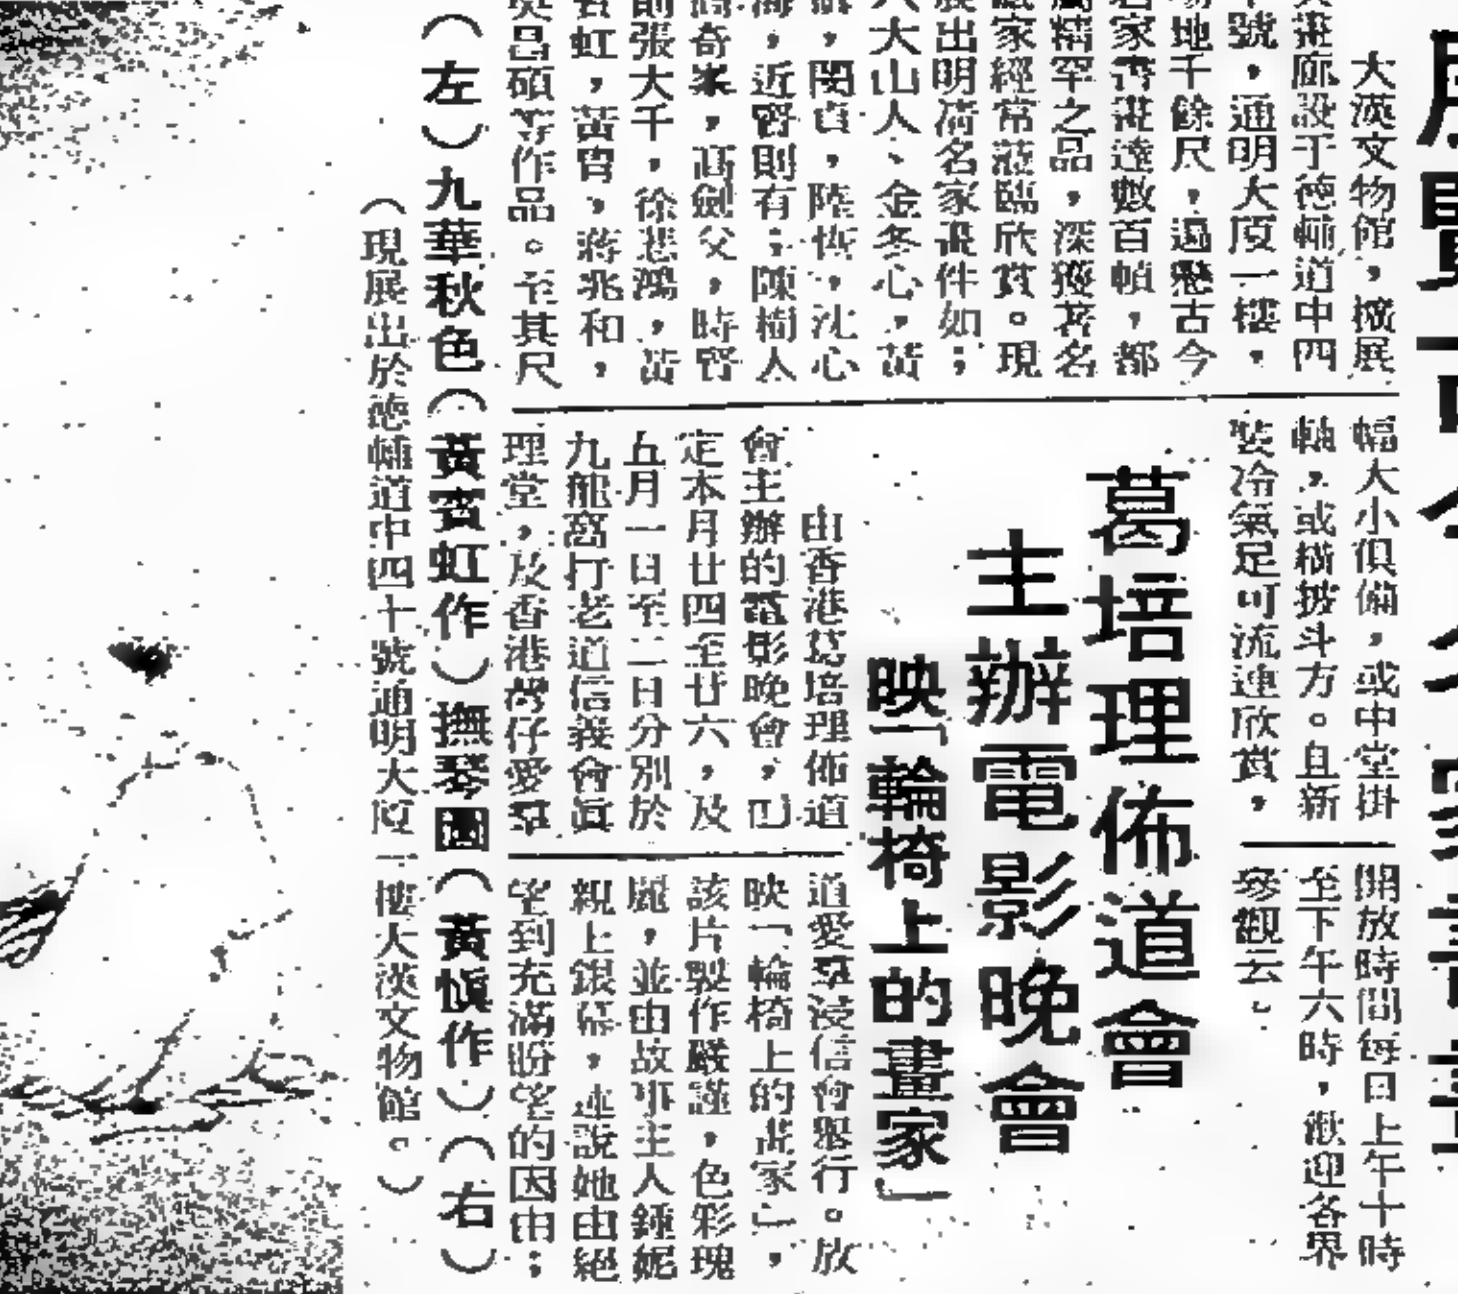 大漢文物館，擴展
畫廊設于德輔道中四
號，通明大厦一樓，
場地千餘尺，遍懸古今
名家書畫達數百幀，都
屬精罕之品，深獲著名
家經常蒞臨欣賞。現
展出明清名家畫件如；
八大山人、金冬心，黃
，閔貞，陸恢，沈心
海，近賢則有；陳樹人
高奇峯，高劍父，時賢
前張大千，徐悲鴻，黃
賓虹，黃胄，蔣兆和，
吳昌碩等作品。至其尺
幅大小俱備，或中堂掛
軸，或橫披斗方。且新
裝冷氣足可流連欣賞，
開放時間每日上午十時
至下午六時，歡迎各界
參觀云。
葛培理佈道會
主辦電影晚會
映「輪椅上的畫家」
由香港葛培理佈道
會主辦的電影晚會，已
定本月廿四至廿六，及
五月一日至二日分別於
九龍窩打老道信義會眞
理堂，及香港灣仔愛羣
道愛羣浸信會舉行。放
映「輪椅上的畫家」，
該片製作嚴謹，色彩瑰
麗，並由故事主人鍾妮
親上銀幕，述說她由絕
望到充滿盼望的因由；
（左）九華秋色（黃賓虹作）撫琴圖（黃慎作）（右）
（現展出於德輔道中四十號通明大厦一樓大漢文物館。）